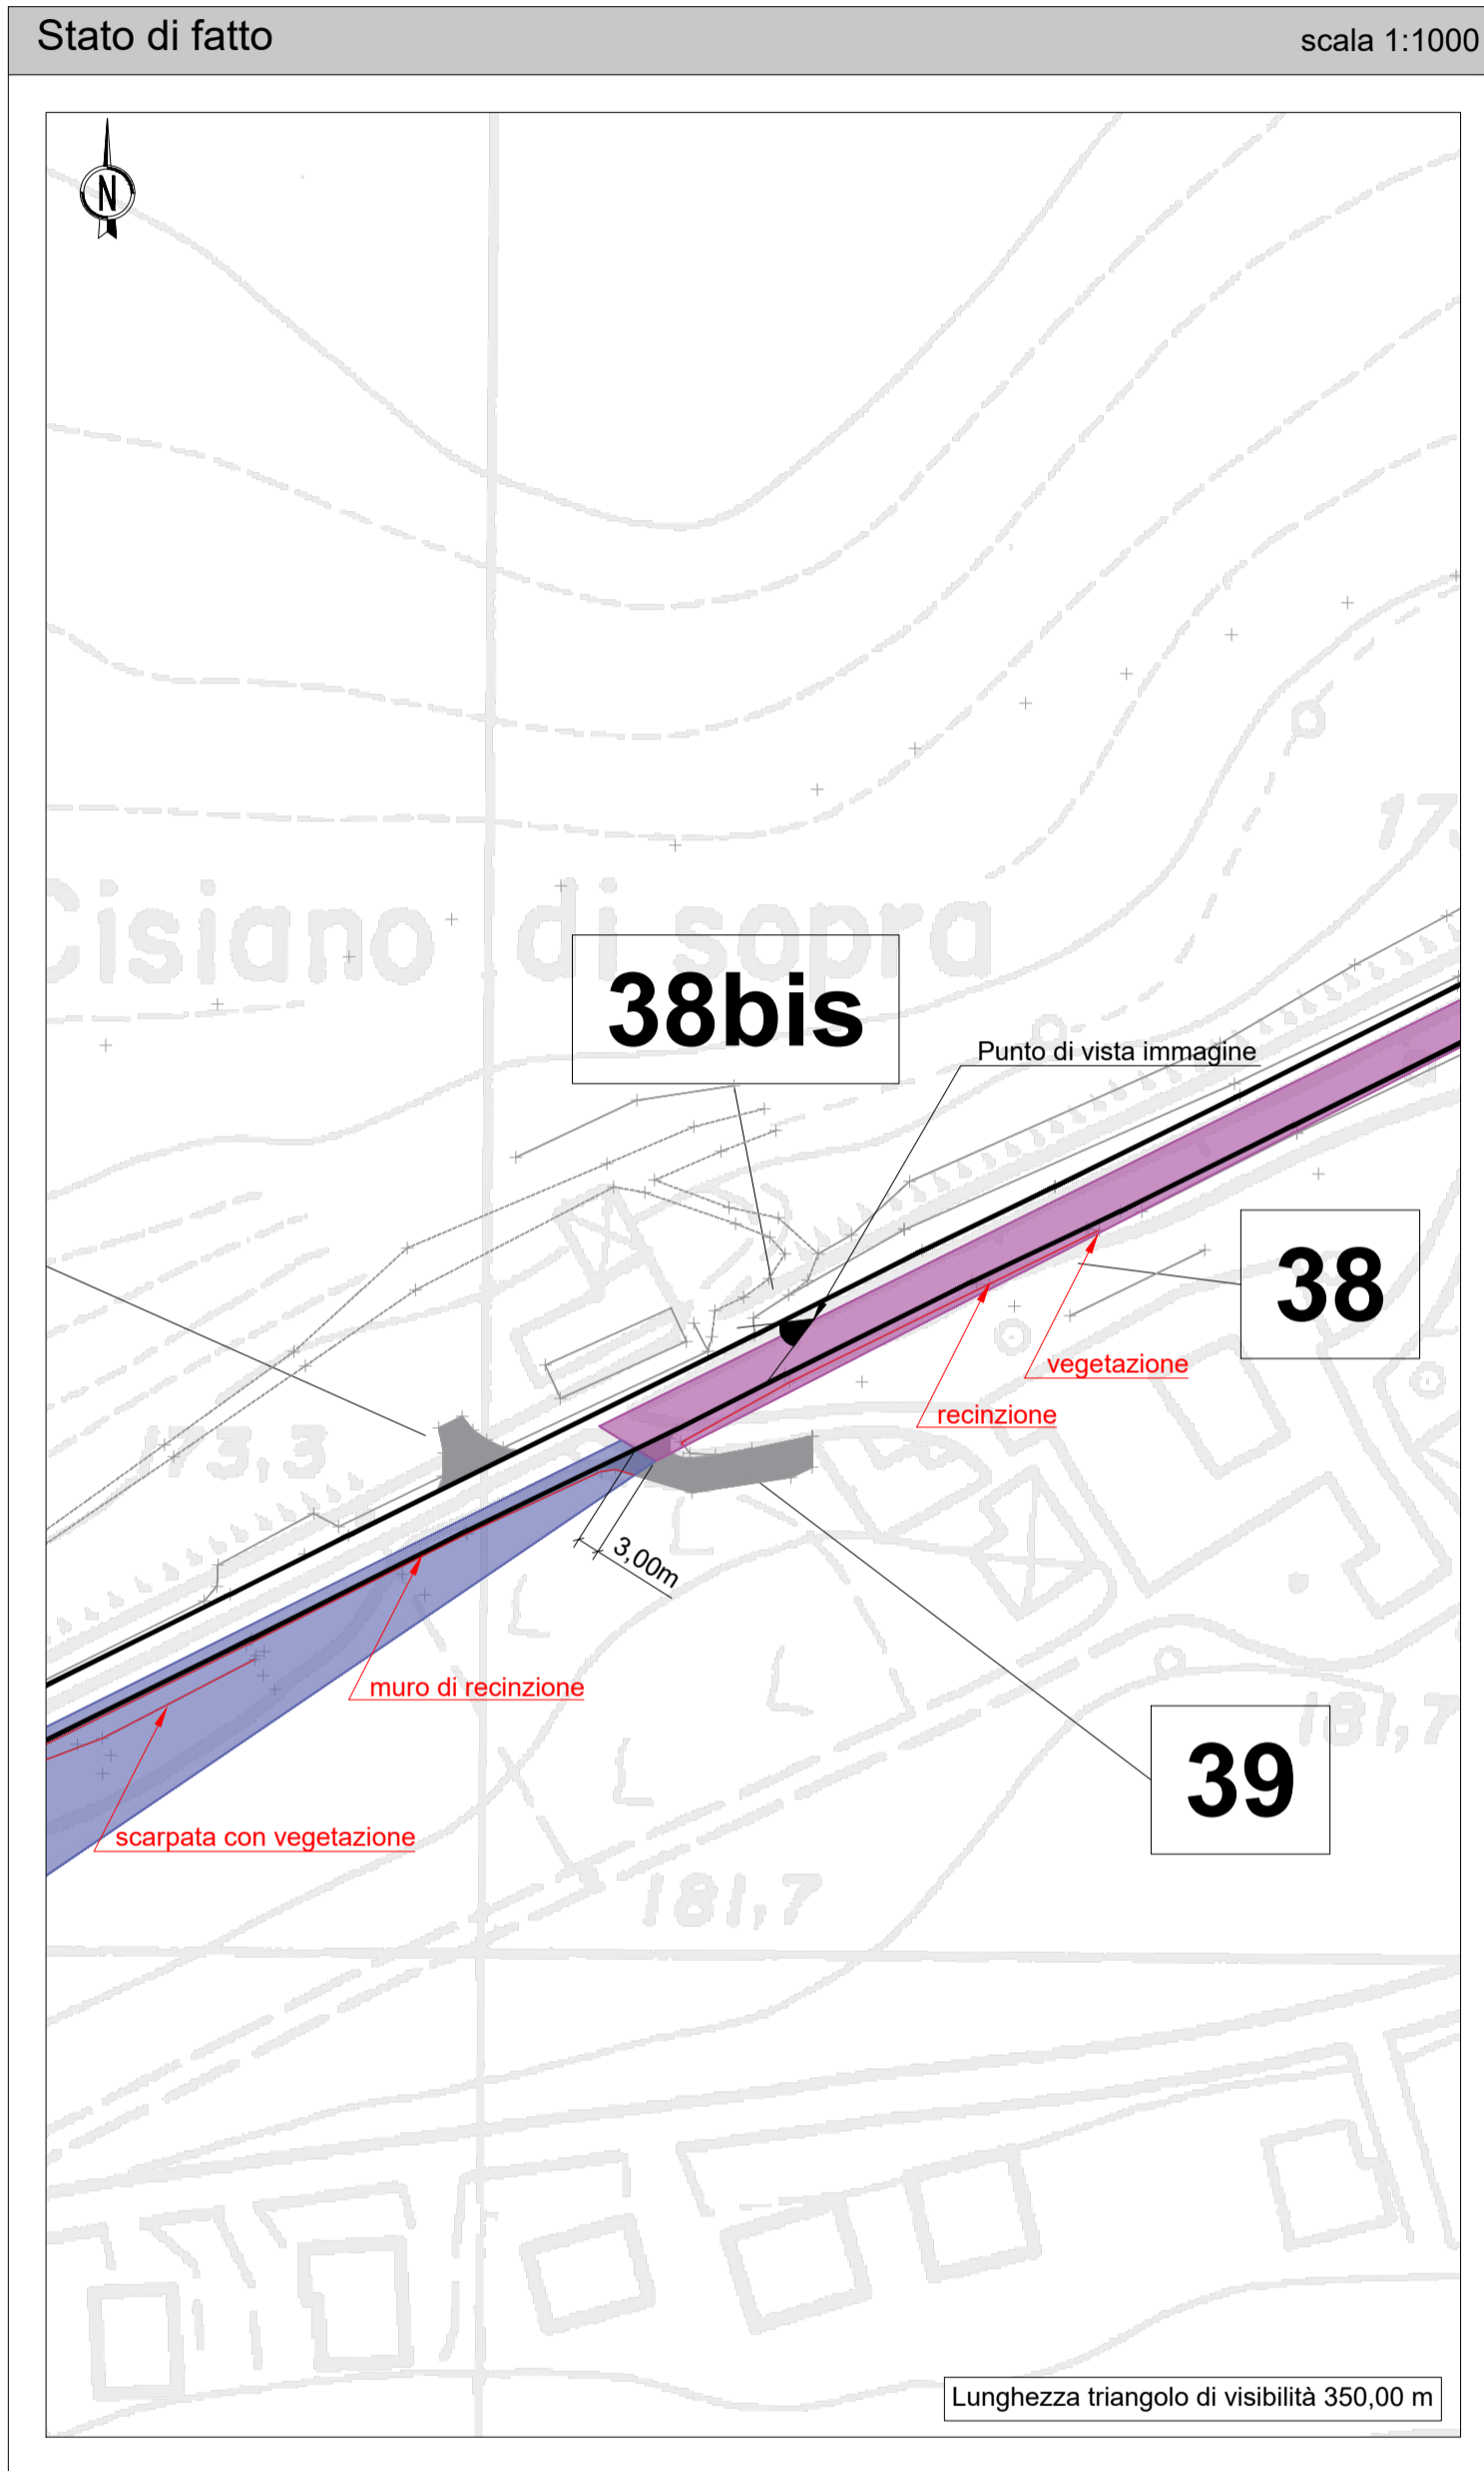 Stato di fatto
scala 1:1000
N
Cisiano di sopra
38bis
Punto di vista immagine
38
vegetazione
recinzione
173,3
3,00m
muro di recinzione
181,7
39
scarpata con vegetazione
181,7
Lunghezza triangolo di visibilità 350,00 m